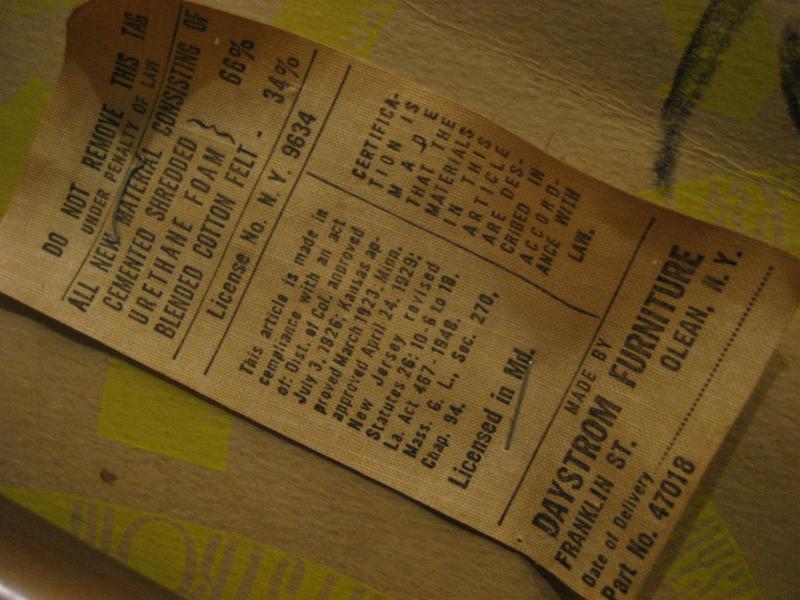 DO NOT REMOVE THIS TAG
UNDER PENALTY OF LAW
ALL NEW MATERIAL CONSISTING OF
CEMENTED SHREDDED } 66%
URETHANE FOAM
BLENDED COTTON FELT - 34%
License No. N. Y. 9634
This article is made in
compliance with an act
of: Dist. of Col. approved
July 3, 1926: Kansas ap-
proved March 1923. Minn.
approved April 24, 1929:
New Jersey revised
Statutes 26: 10-6 to 18.
La. Act 467-1948.
Mass. G. L., Sec. 270,
Chap. 94.
Licensed in Md.
CERTIFICA-
TION IS
MADE
THAT THE
MATERIALS
IN THIS
ARTICLE
ARE DES-
CRIBED IN
ACCORD-
ANCE WITH
LAW.
MADE BY
DAYSTROM FURNITURE
FRANKLIN ST. OLEAN, N. Y.
Date of Delivery
Part No. 47018